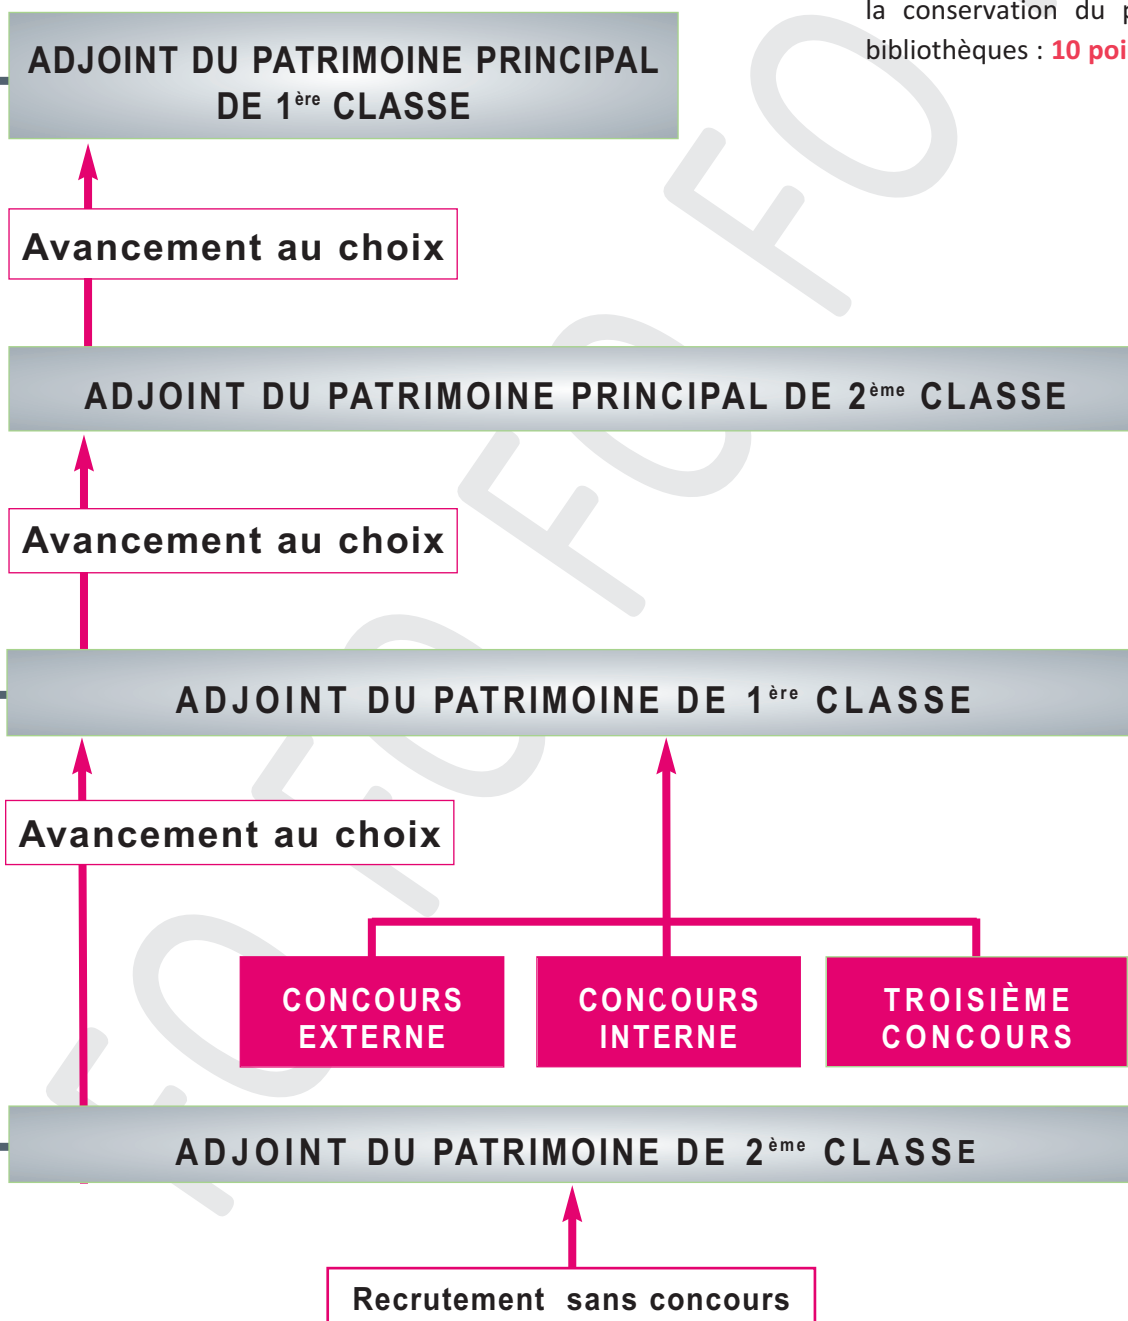 la conservation du
bibliothèques : 10
ADJOINT DU PATRIMOINE PRINCIPAL
DE 1ère CLASSE
Avancement au choix
ADJOINT DU PATRIMOINE PRINCIPAL DE 2ème CLASSE
Avancement au choix
ADJOINT DU PATRIMOINE DE 1ère CLASSE
Avancement au choix
CONCOURS
EXTERNE
CONCOURS
INTERNE
TROISIÈME
CONCOURS
ADJOINT DU PATRIMOINE DE 2ème CLASSE
Recrutement sans concours
FO FO FO FO